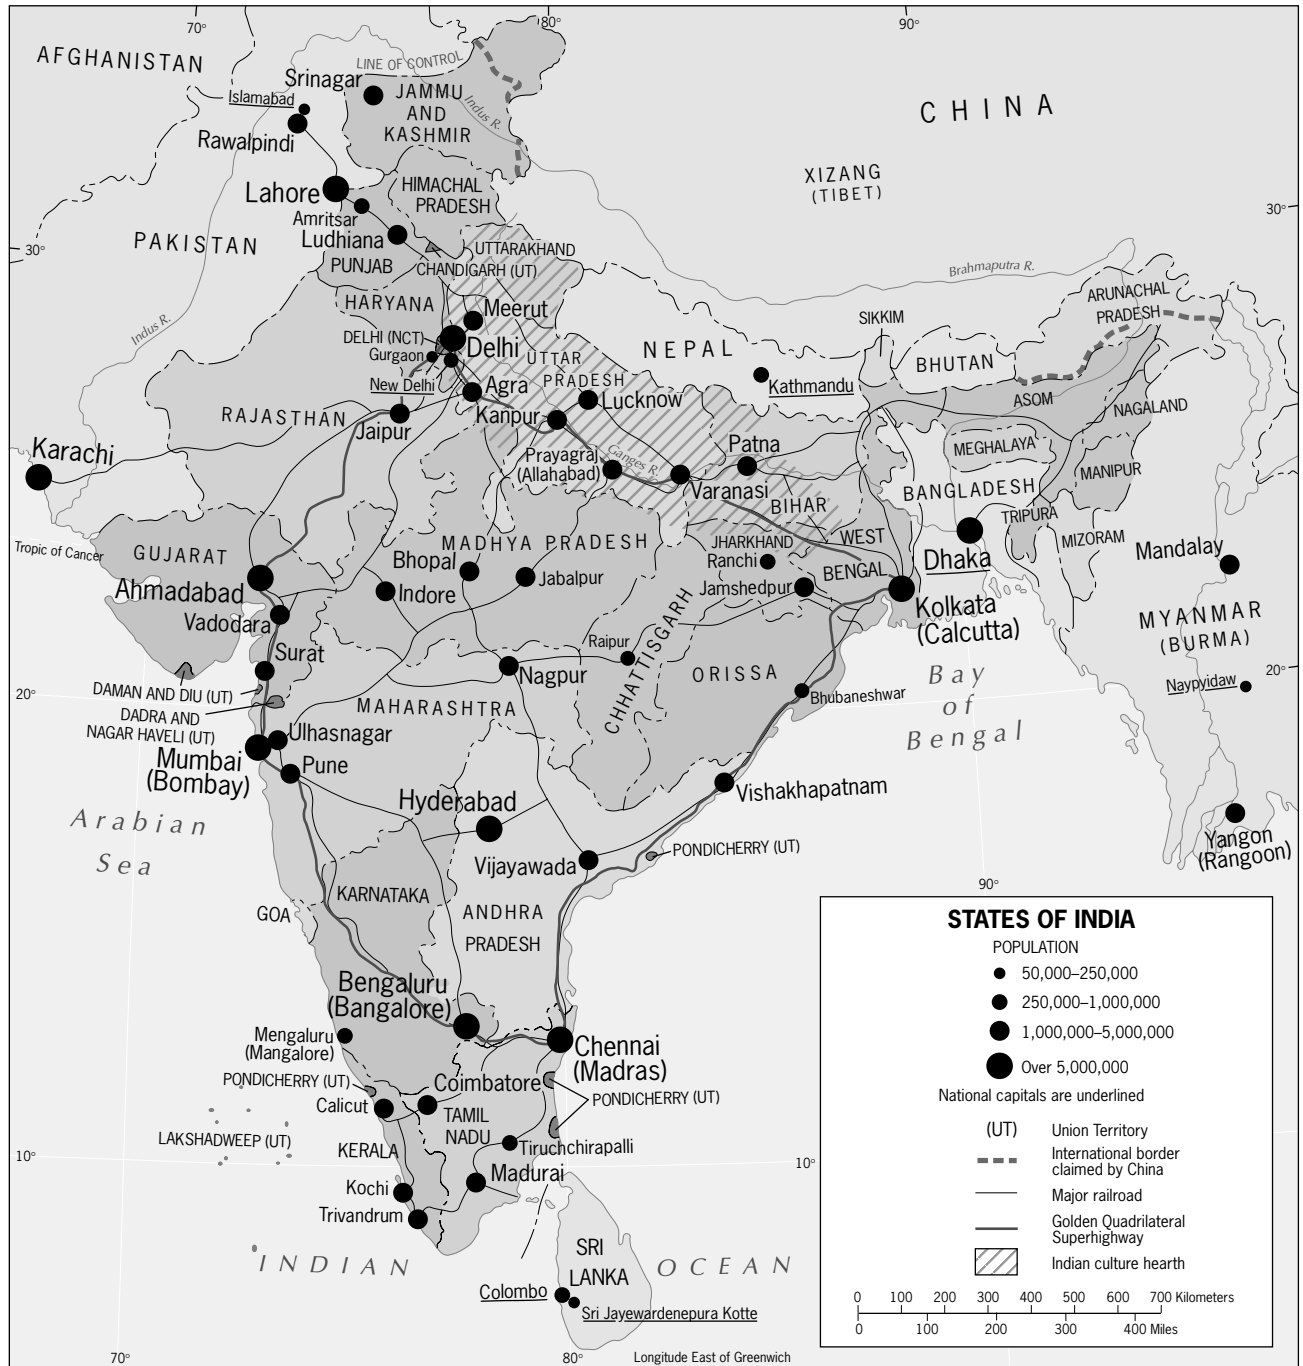 70°
80°
90°
AFGHANISTAN
LINE OF CONTROL
Srinagar
Islamabad
JAMMU
AND
KASHMIR
Indus R.
CHINA
Rawalpindi
XIZANG
(TIBET)
Lahore
HIMACHAL
PRADESH
Amritsar
Ludhiana
30°
30°
PAKISTAN
UTTARAKHAND
PUNJAB
CHANDIGARH (UT)
Brahmaputra R.
ARUNACHAL
PRADESH
HARYANA
Meerut
Indus R.
SIKKIM
DELHI (NCT)
Delhi
Gurgaon
New Delhi
UTTAR
PRADESH
NEPAL
BHUTAN
Kathmandu
Agra
Lucknow
ASOM
NAGALAND
RAJASTHAN
Jaipur
Kanpur
Karachi
Patna
MEGHALAYA
Prayagraj
(Allahabad)
Ganges R.
Varanasi
MANIPUR
BANGLADESH
BIHAR
TRIPURA
Tropic of Cancer
GUJARAT
MADHYA PRADESH
JHARKHAND
WEST
BENGAL
Dhaka
MIZORAM
Mandalay
Bhopal
Ranchi
Ahmadabad
Indore
Jabalpur
Jamshedpur
Kolkata
(Calcutta)
Vadodara
MYANMAR
(BURMA)
Surat
Raipur
CHHATTISGARH
Nagpur
ORISSA
Bay
of
Bengal
20°
20°
Naypyidaw
DAMAN AND DIU (UT)
Bhubaneshwar
DADRA AND
NAGAR HAVELI (UT)
MAHARASHTRA
Ulhasnagar
Mumbai
(Bombay)
Pune
Vishakhapatnam
Hyderabad
Arabian
Sea
Yangon
(Rangoon)
Vijayawada
PONDICHERRY (UT)
90°
KARNATAKA
GOA
ANDHRA
PRADESH
Bengaluru
(Bangalore)
Mengaluru
(Mangalore)
Chennai
(Madras)
PONDICHERRY (UT)
Coimbatore
PONDICHERRY (UT)
Calicut
TAMIL
NADU
LAKSHADWEEP (UT)
KERALA
Tiruchchirapalli
10°
10°
Madurai
Kochi
Trivandrum
INDIAN OCEAN
SRI
LANKA
Colombo
Sri Jayewardenepura Kotte
70°
80°
Longitude East of Greenwich
STATES OF INDIA
POPULATION
50,000–250,000
250,000–1,000,000
1,000,000–5,000,000
Over 5,000,000
National capitals are underlined
(UT) Union Territory
International border
claimed by China
Major railroad
Golden Quadrilateral
Superhighway
Indian culture hearth
0 100 200 300 400 500 600 700 Kilometers
0 100 200 300 400 Miles